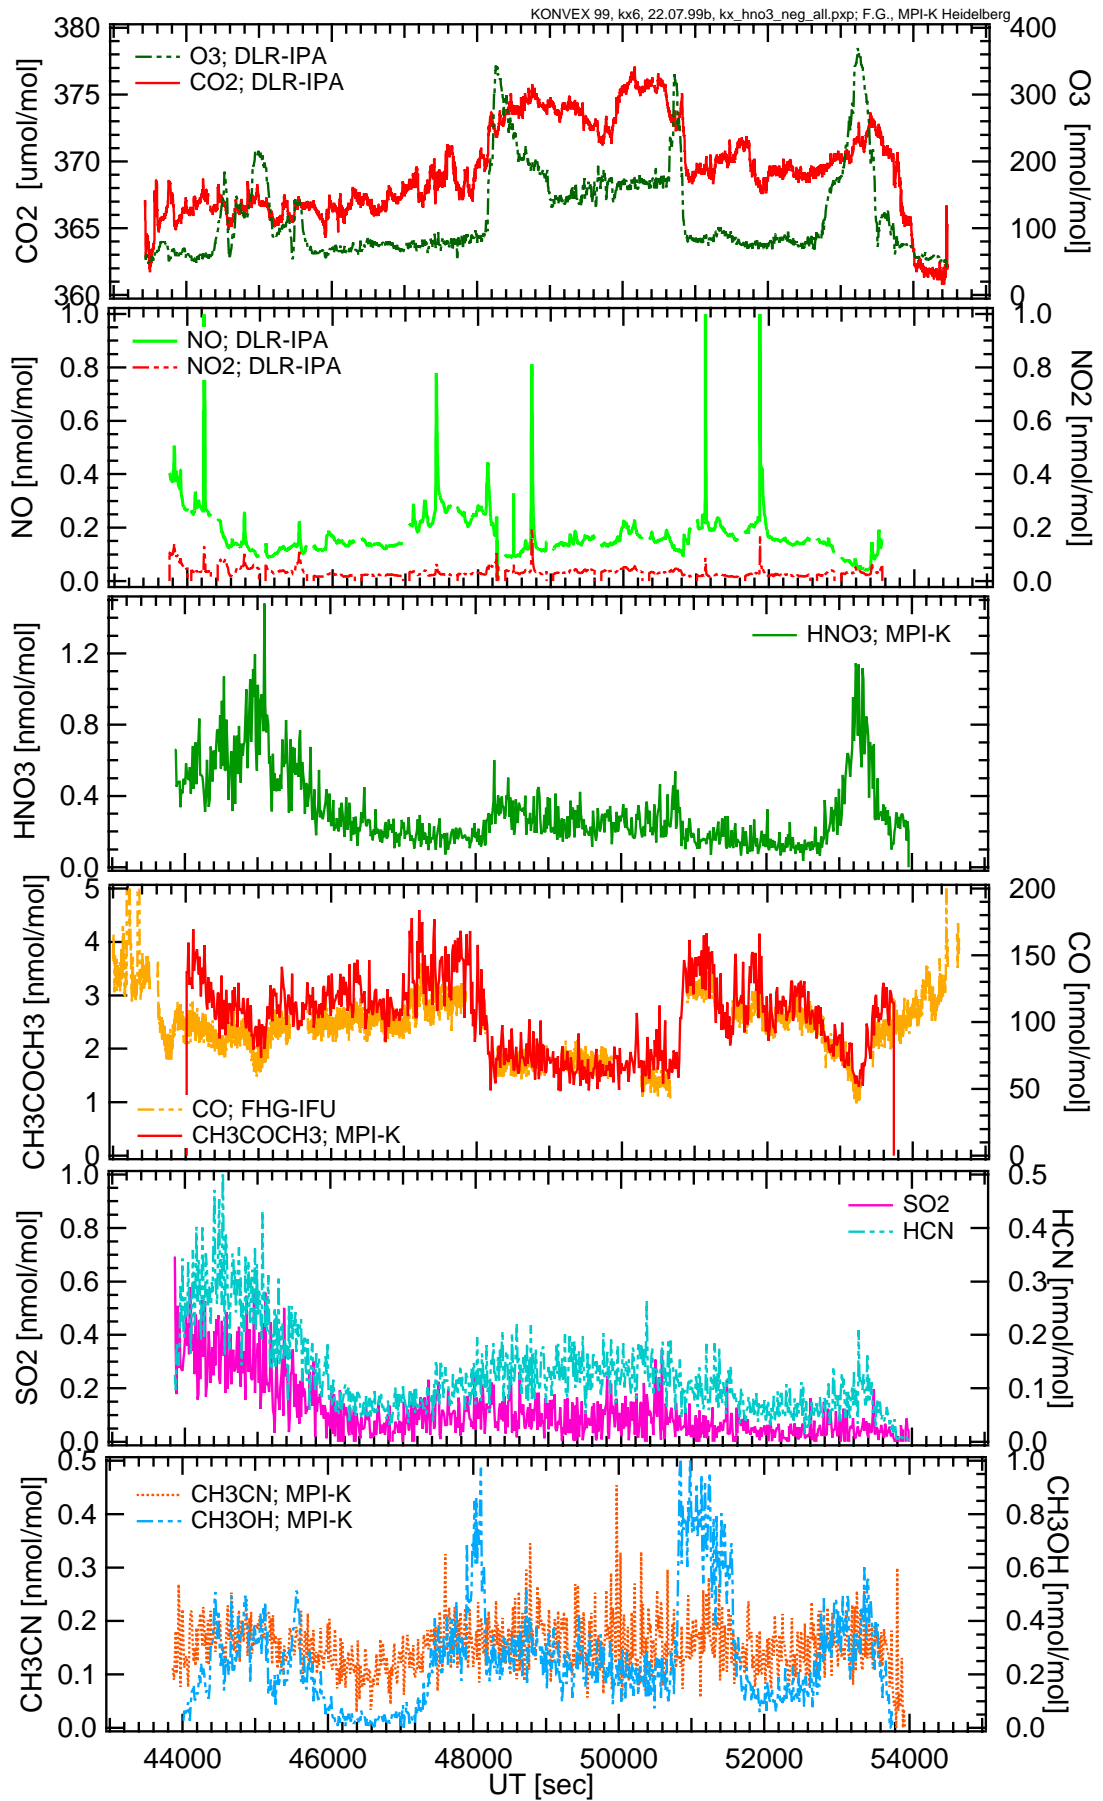 KONVEX 99, kx6, 22.07.99b, kx_hno3_neg_all.pxp; F.G., MPI-K Heidelberg
CO2 [umol/mol]
380
375
370
365
360
O3; DLR-IPA
CO2; DLR-IPA
400
300
200
100
0
O3 [nmol/mol]
NO [nmol/mol]
1.0
0.8
0.6
0.4
0.2
0.0
NO; DLR-IPA
NO2; DLR-IPA
1.0
0.8
0.6
0.4
0.2
0.0
NO2 [nmol/mol]
HNO3 [nmol/mol]
1.2
0.8
0.4
0.0
HNO3; MPI-K
CH3COCH3 [nmol/mol]
5
4
3
2
1
0
CO; FHG-IFU
CH3COCH3; MPI-K
200
150
100
50
0
CO [nmol/mol]
SO2 [nmol/mol]
1.0
0.8
0.6
0.4
0.2
0.0
SO2
HCN
0.5
0.4
0.3
0.2
0.1
0.0
HCN [nmol/mol]
CH3CN [nmol/mol]
0.5
0.4
0.3
0.2
0.1
0.0
CH3CN; MPI-K
CH3OH; MPI-K
1.0
0.8
0.6
0.4
0.2
0.0
CH3OH [nmol/mol]
44000 46000 48000 50000 52000 54000
UT [sec]